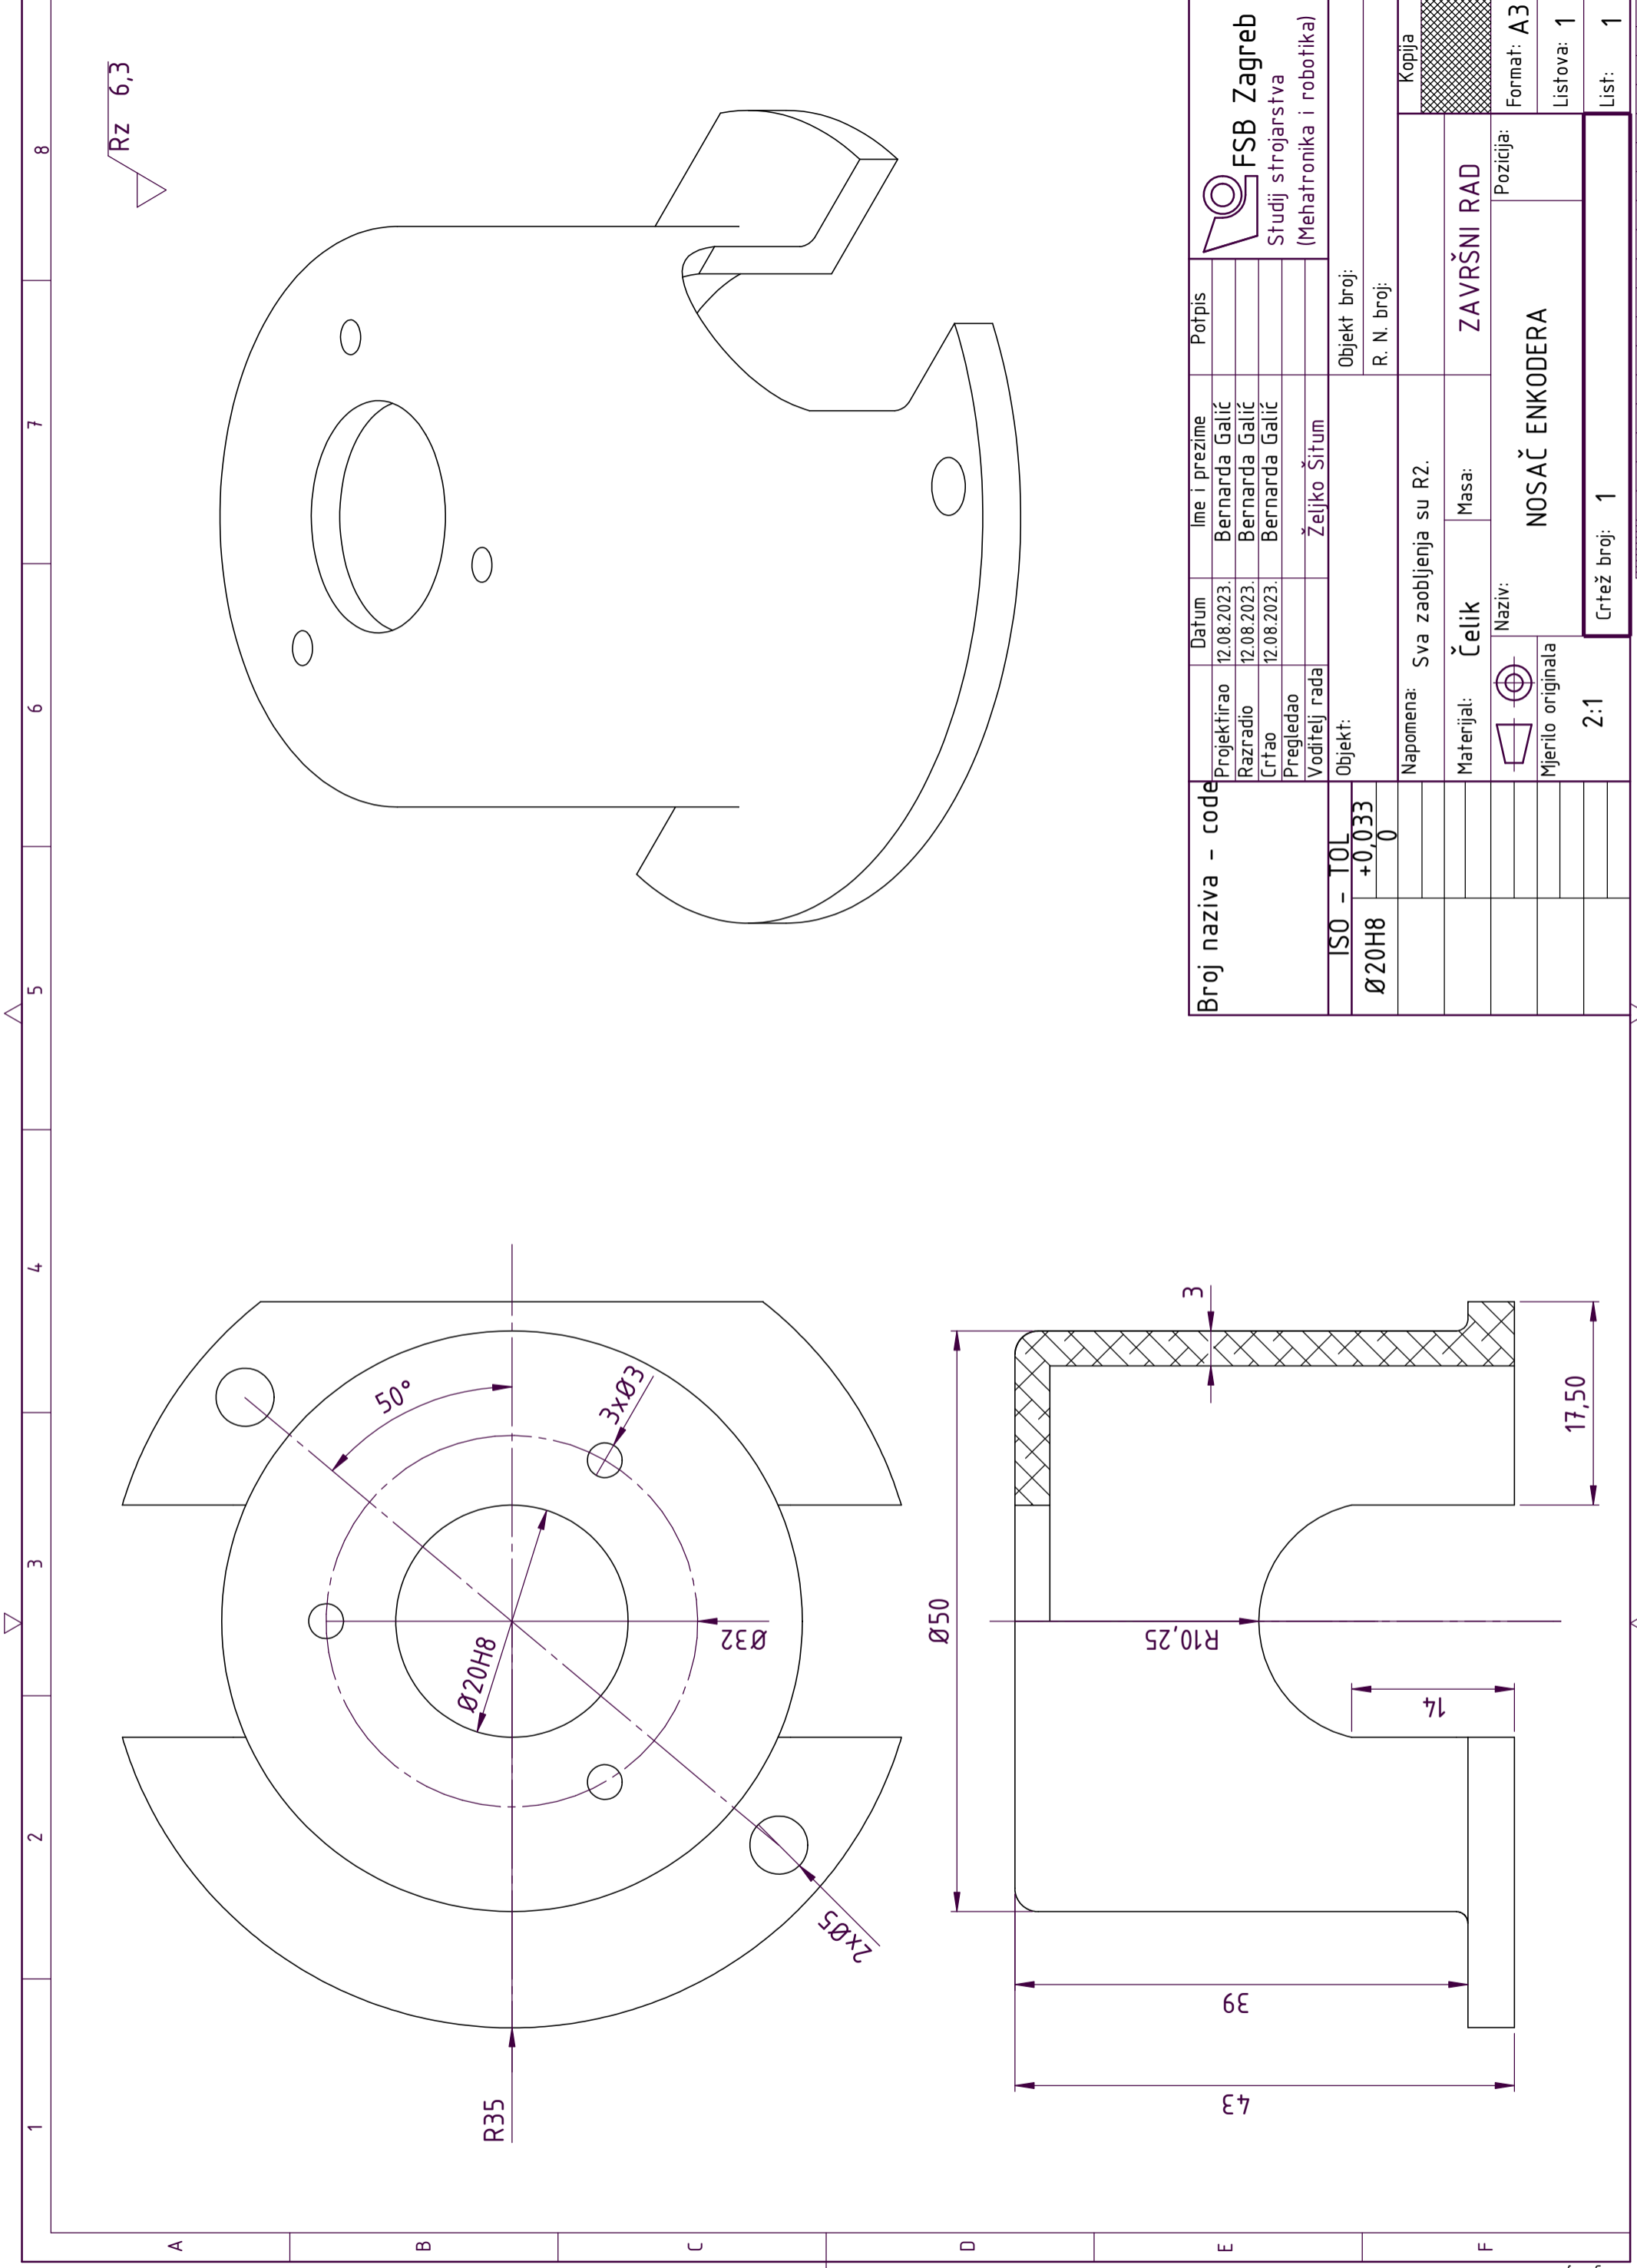 1 2 3 4 5 6 7 8
A
B
C
D
E
F
Rz 6,3
50°
3xØ3
Ø20H8
Ø32
2xØ5
R35
Ø50
3
R10,25
14
17,50
39
43
Broj naziva - code
ISO - TOL
Ø20H8 +0,033
0
Datum Ime i prezime Potpis
Projektirao 12.08.2023. Bernarda Galić
Razradio 12.08.2023. Bernarda Galić
Crtao 12.08.2023. Bernarda Galić
Pregledao
Voditelj rada Željko Šitum
FSB Zagreb
Studij strojarstva
(Mehatronika i robotika)
Objekt: Objekt broj:
R. N. broj:
Napomena: Sva zaobljenja su R2.
Kopija
Materijal: Čelik Masa: ZAVRŠNI RAD
Naziv: NOSAČ ENKODERA Pozicija:
Format: A3
Mjerilo originala
2:1
Listova: 1
Crtež broj: 1
List: 1